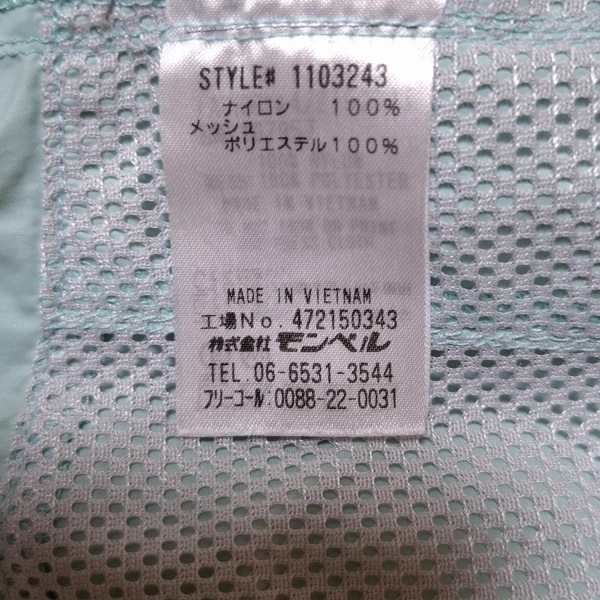 STYLE# 1103243
ナイロン 100%
メッシュ
ポリエステル100%
MADE IN VIETNAM
工場No. 472150343
株式会社 モンベル
TEL. 06-6531-3544
フリーコール:0088-22-0031